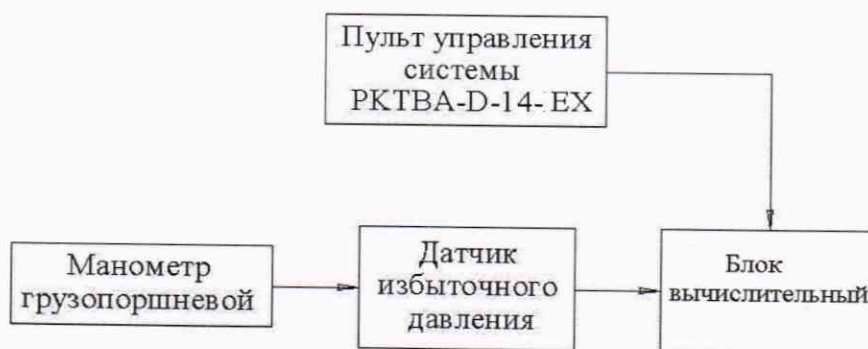 Пульт управления
системы
PKTBA-D-14-.EX
Манометр
грузопоршневой
Датчик
избыточного
давления
Блок
вычислительный